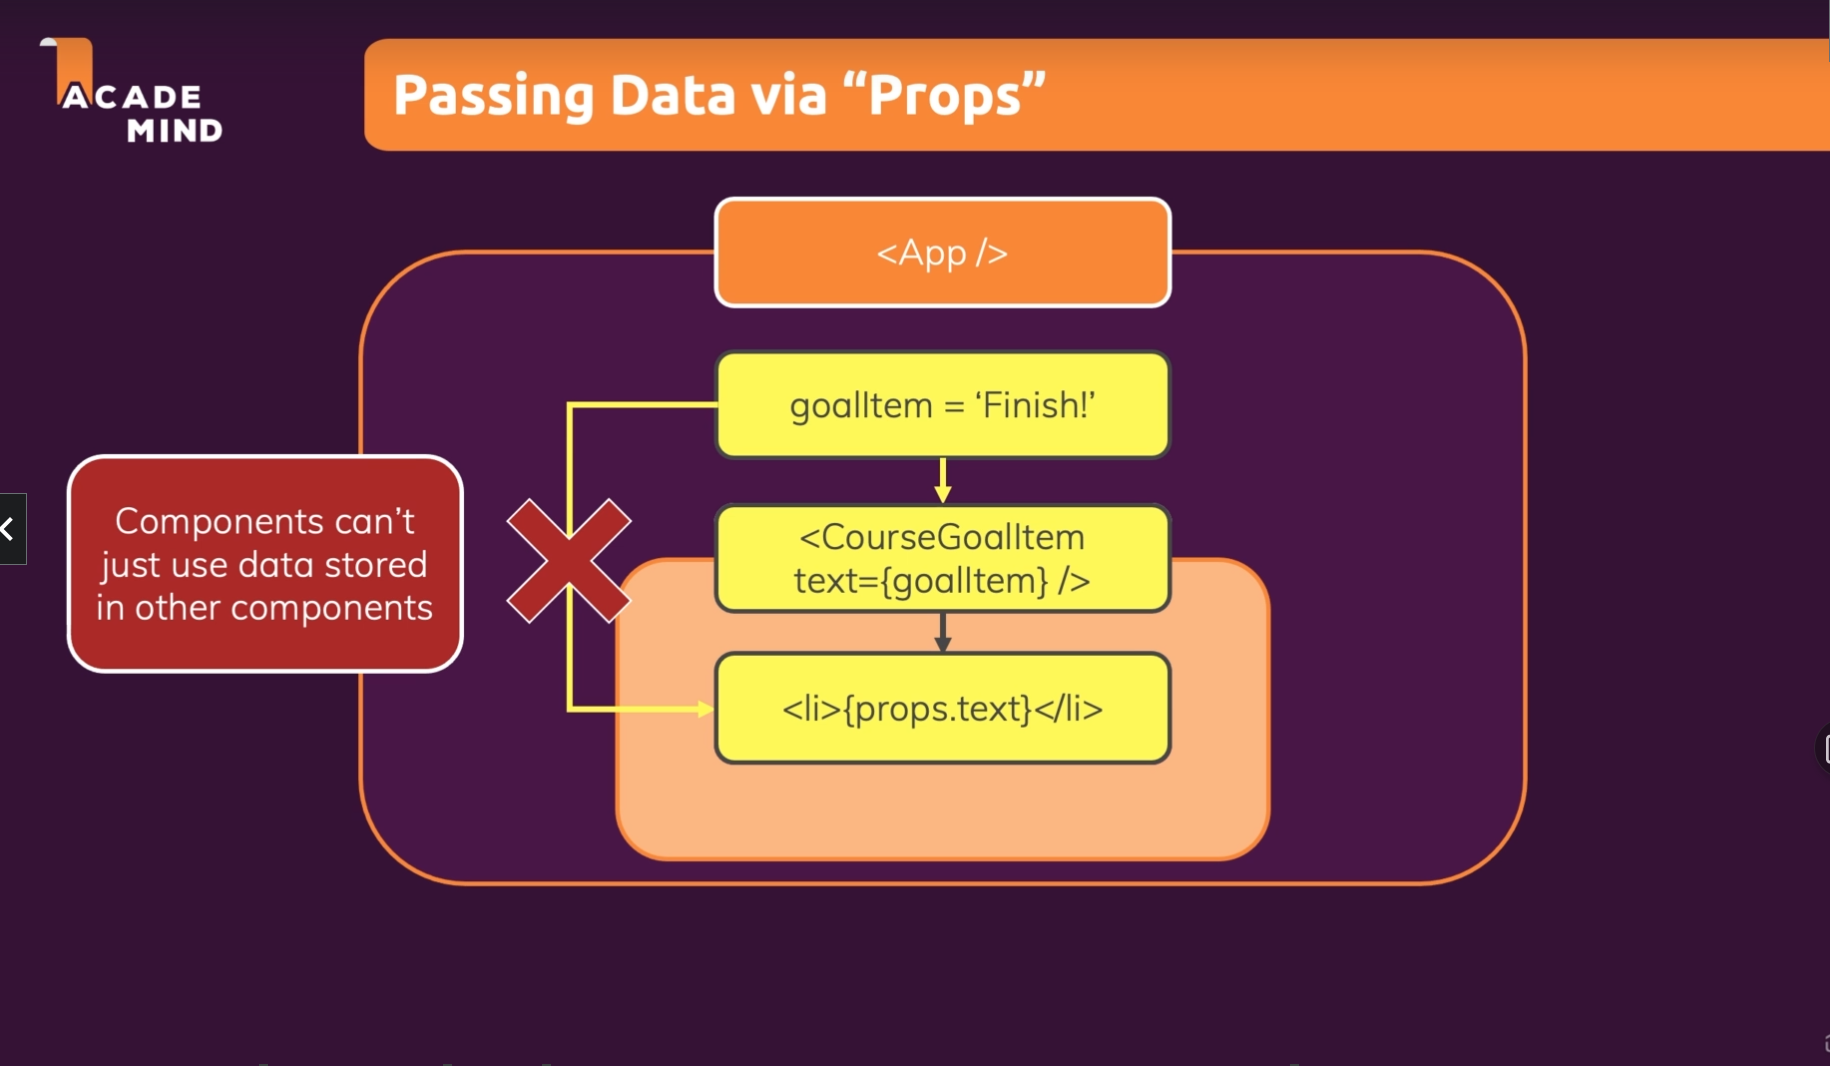 ACADE
MIND
Passing Data via “Props”
<App />
goalItem = ‘Finish!’
Components can’t
just use data stored
in other components
<CourseGoalItem
text={goalItem} />
<li>{props.text}</li>